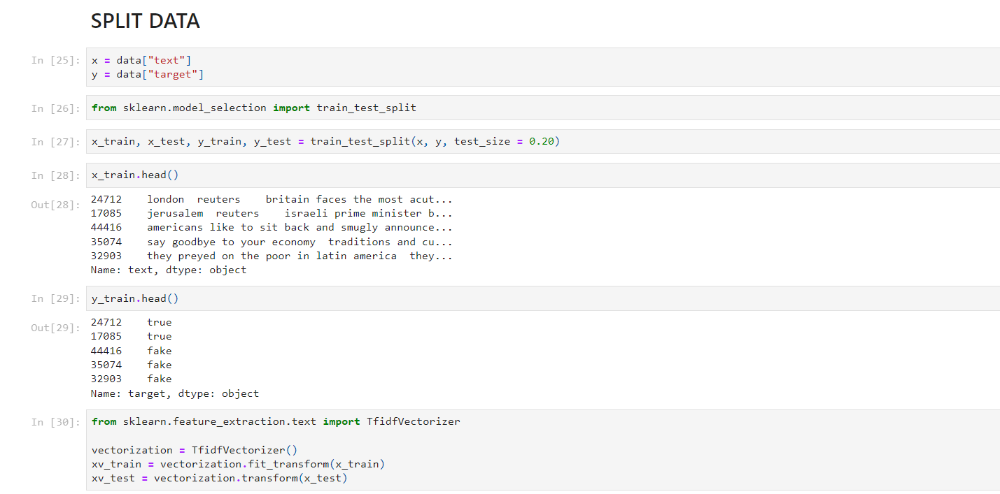 SPLIT DATA
In [25]: x = data["text"]
y = data["target"]
In [26]: from sklearn.model_selection import train_test_split
In [27]: x_train, x_test, y_train, y_test = train_test_split(x, y, test_size = 0.20)
In [28]: x_train.head()
Out[28]: 24712    london  reuters    britain faces the most acut...
17085    jerusalem  reuters    israeli prime minister b...
44416    americans like to sit back and smugly announce...
35074    say goodbye to your economy  traditions and cu...
32903    they preyed on the poor in latin america  they...
Name: text, dtype: object
In [29]: y_train.head()
Out[29]: 24712    true
17085    true
44416    fake
35074    fake
32903    fake
Name: target, dtype: object
In [30]: from sklearn.feature_extraction.text import TfidfVectorizer
vectorization = TfidfVectorizer()
xv_train = vectorization.fit_transform(x_train)
xv_test = vectorization.transform(x_test)